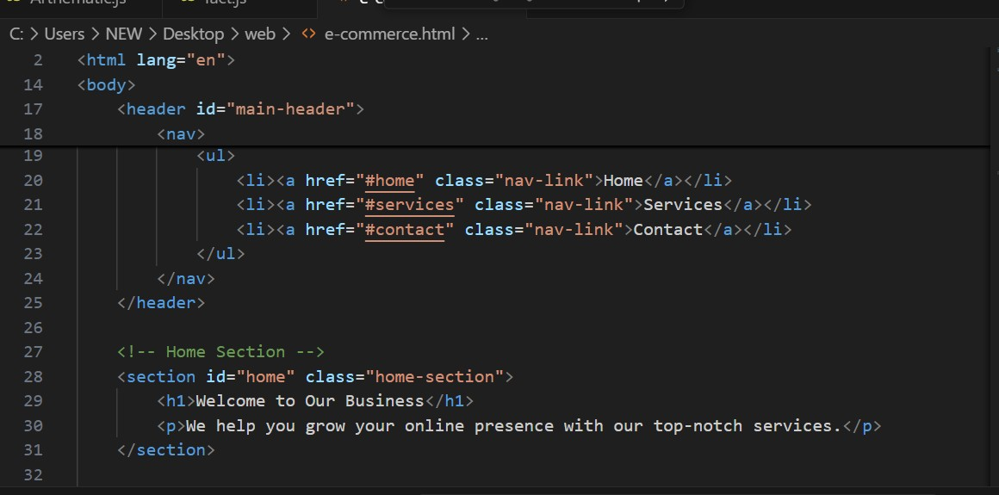 Arthematic.js
fact.js
C: > Users > NEW > Desktop > web > <> e-commerce.html > ...
2 <html lang="en">
14 <body>
17 <header id="main-header">
18 <nav>
19 <ul>
20 <li><a href="#home" class="nav-link">Home</a></li>
21 <li><a href="#services" class="nav-link">Services</a></li>
22 <li><a href="#contact" class="nav-link">Contact</a></li>
23 </ul>
24 </nav>
25 </header>
26
27 <!-- Home Section -->
28 <section id="home" class="home-section">
29 <h1>Welcome to Our Business</h1>
30 <p>We help you grow your online presence with our top-notch services.</p>
31 </section>
32